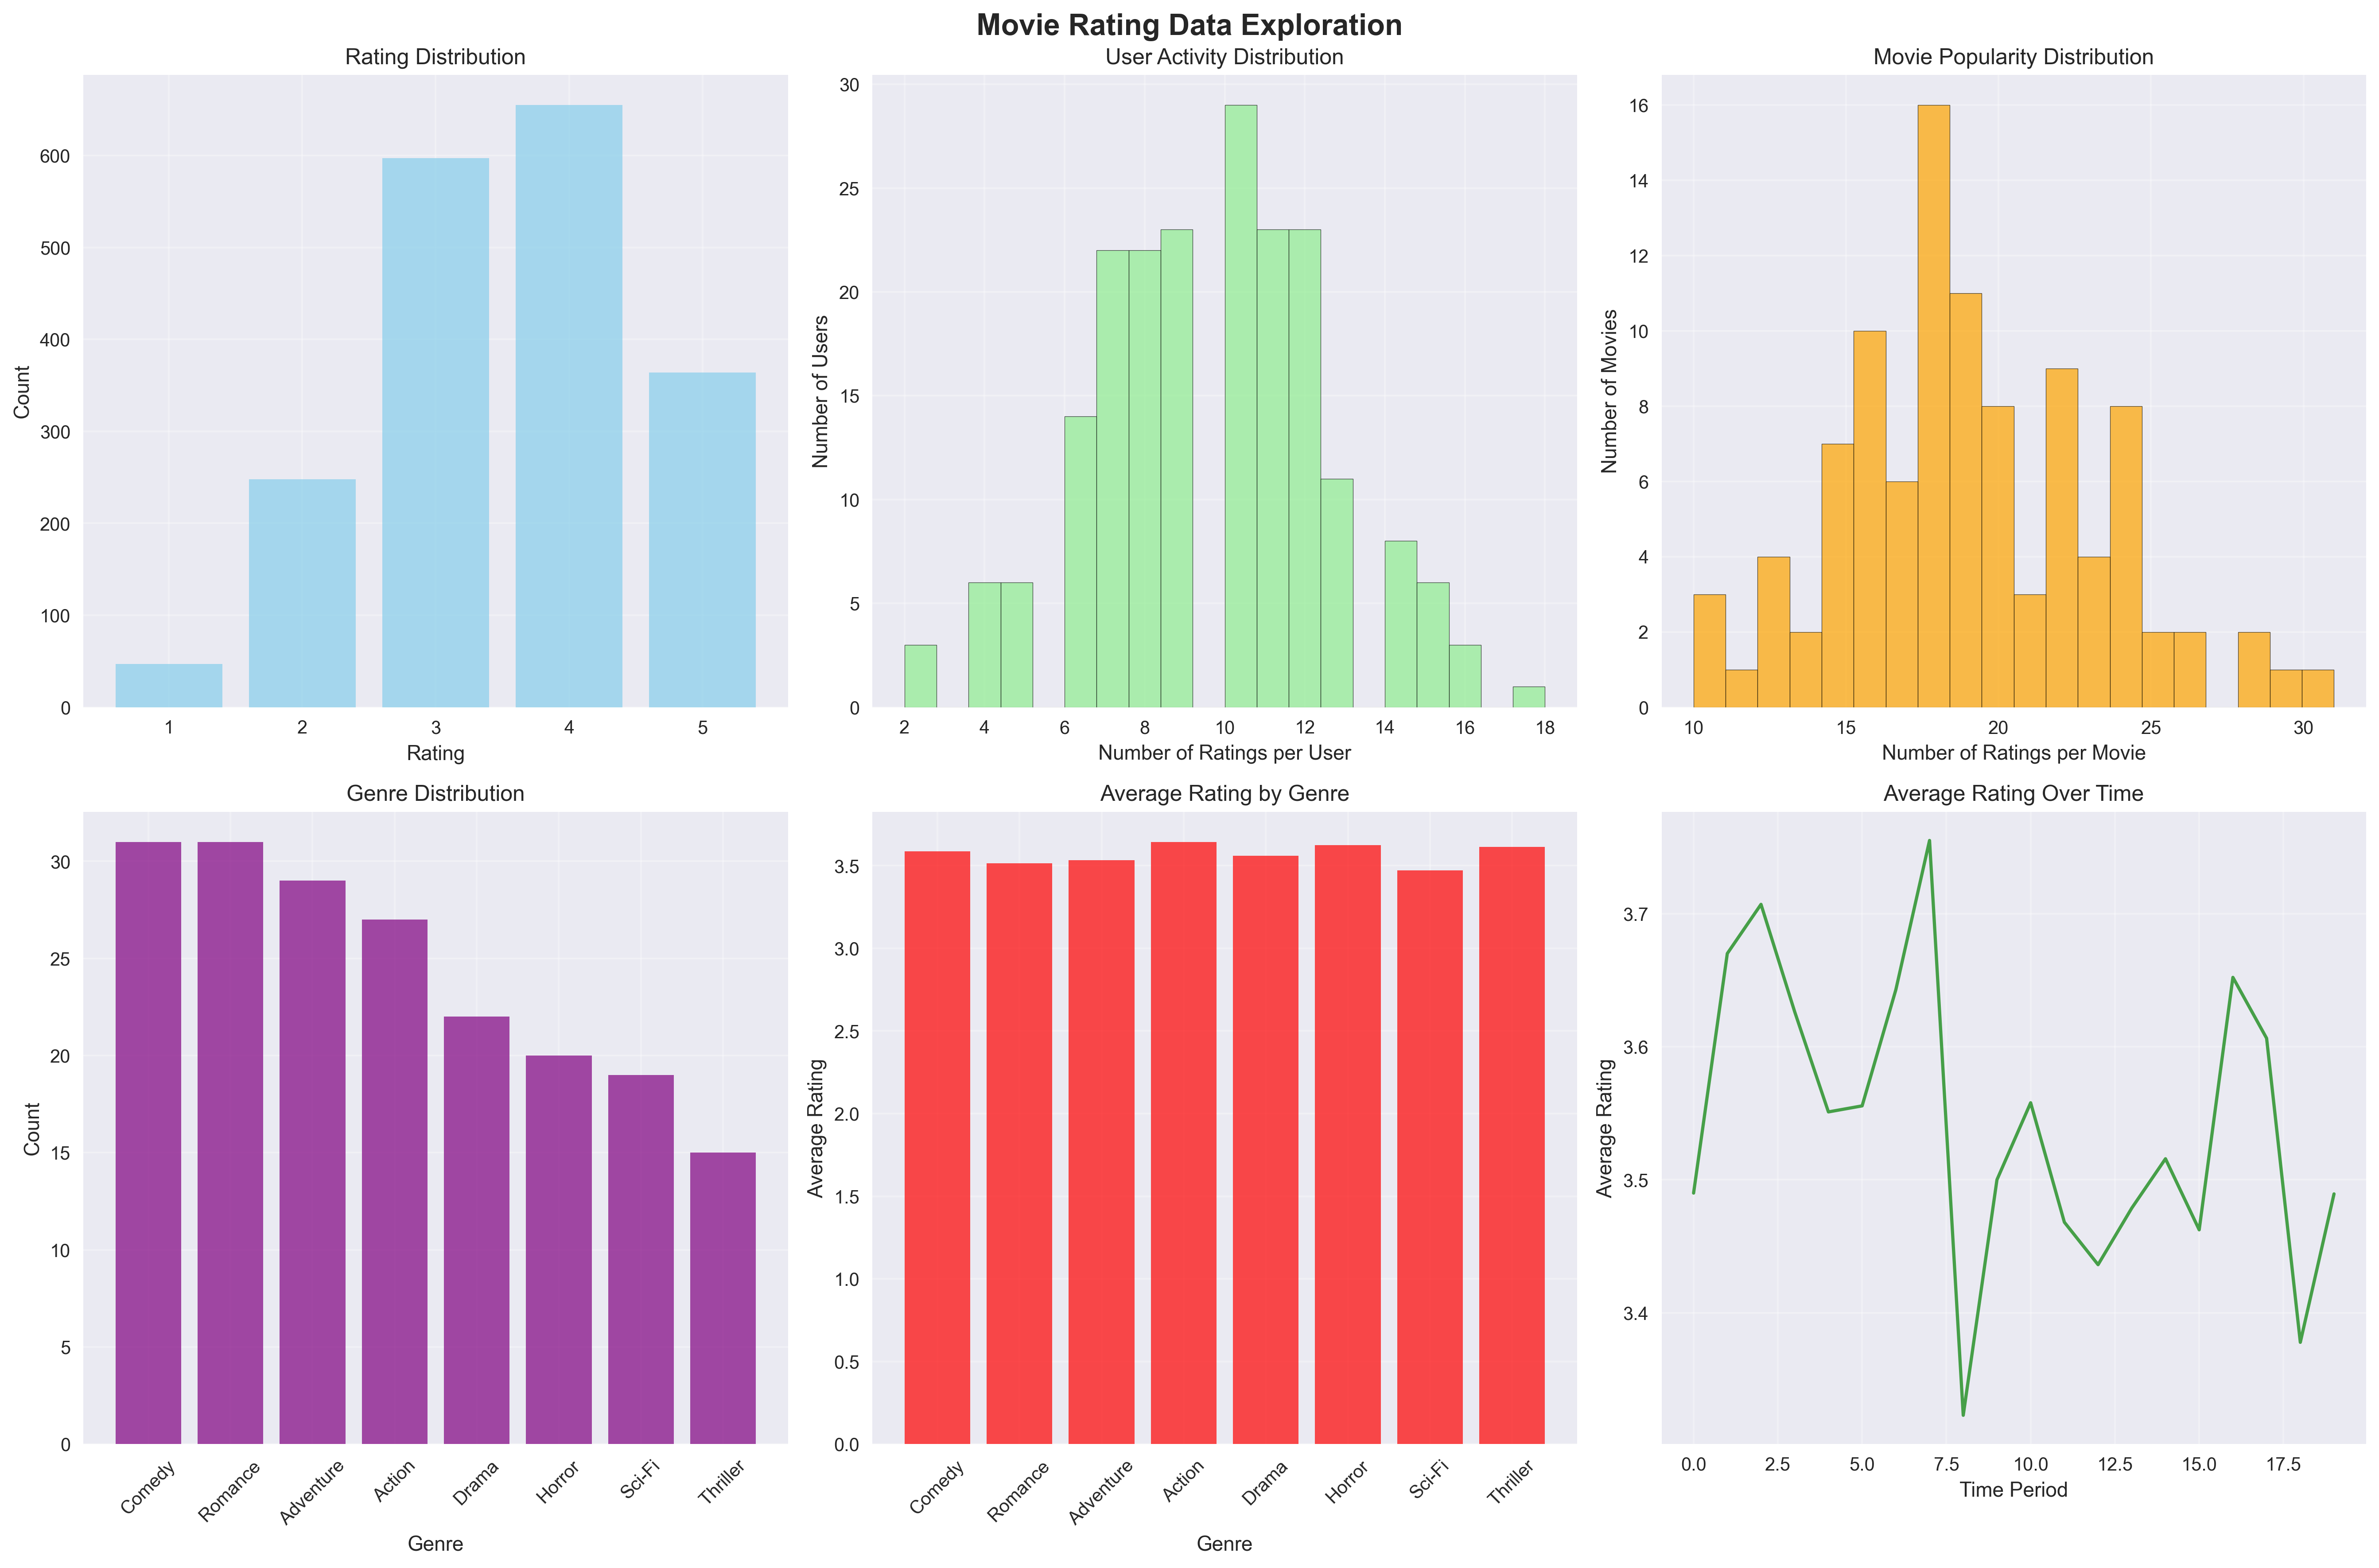 Movie Rating Data Exploration
Rating Distribution
600
500
400
300
200
100
0
Count
1 2 3 4 5
Rating
User Activity Distribution
30
25
20
15
10
5
0
Number of Users
2 4 6 8 10 12 14 16 18
Number of Ratings per User
Movie Popularity Distribution
16
14
12
10
8
6
4
2
0
Number of Movies
10 15 20 25 30
Number of Ratings per Movie
Genre Distribution
30
25
20
15
10
5
0
Count
Comedy Romance Adventure Action Drama Horror Sci-Fi Thriller
Genre
Average Rating by Genre
3.5
3.0
2.5
2.0
1.5
1.0
0.5
0.0
Average Rating
Comedy Romance Adventure Action Drama Horror Sci-Fi Thriller
Genre
Average Rating Over Time
3.7
3.6
3.5
3.4
Average Rating
0.0 2.5 5.0 7.5 10.0 12.5 15.0 17.5
Time Period